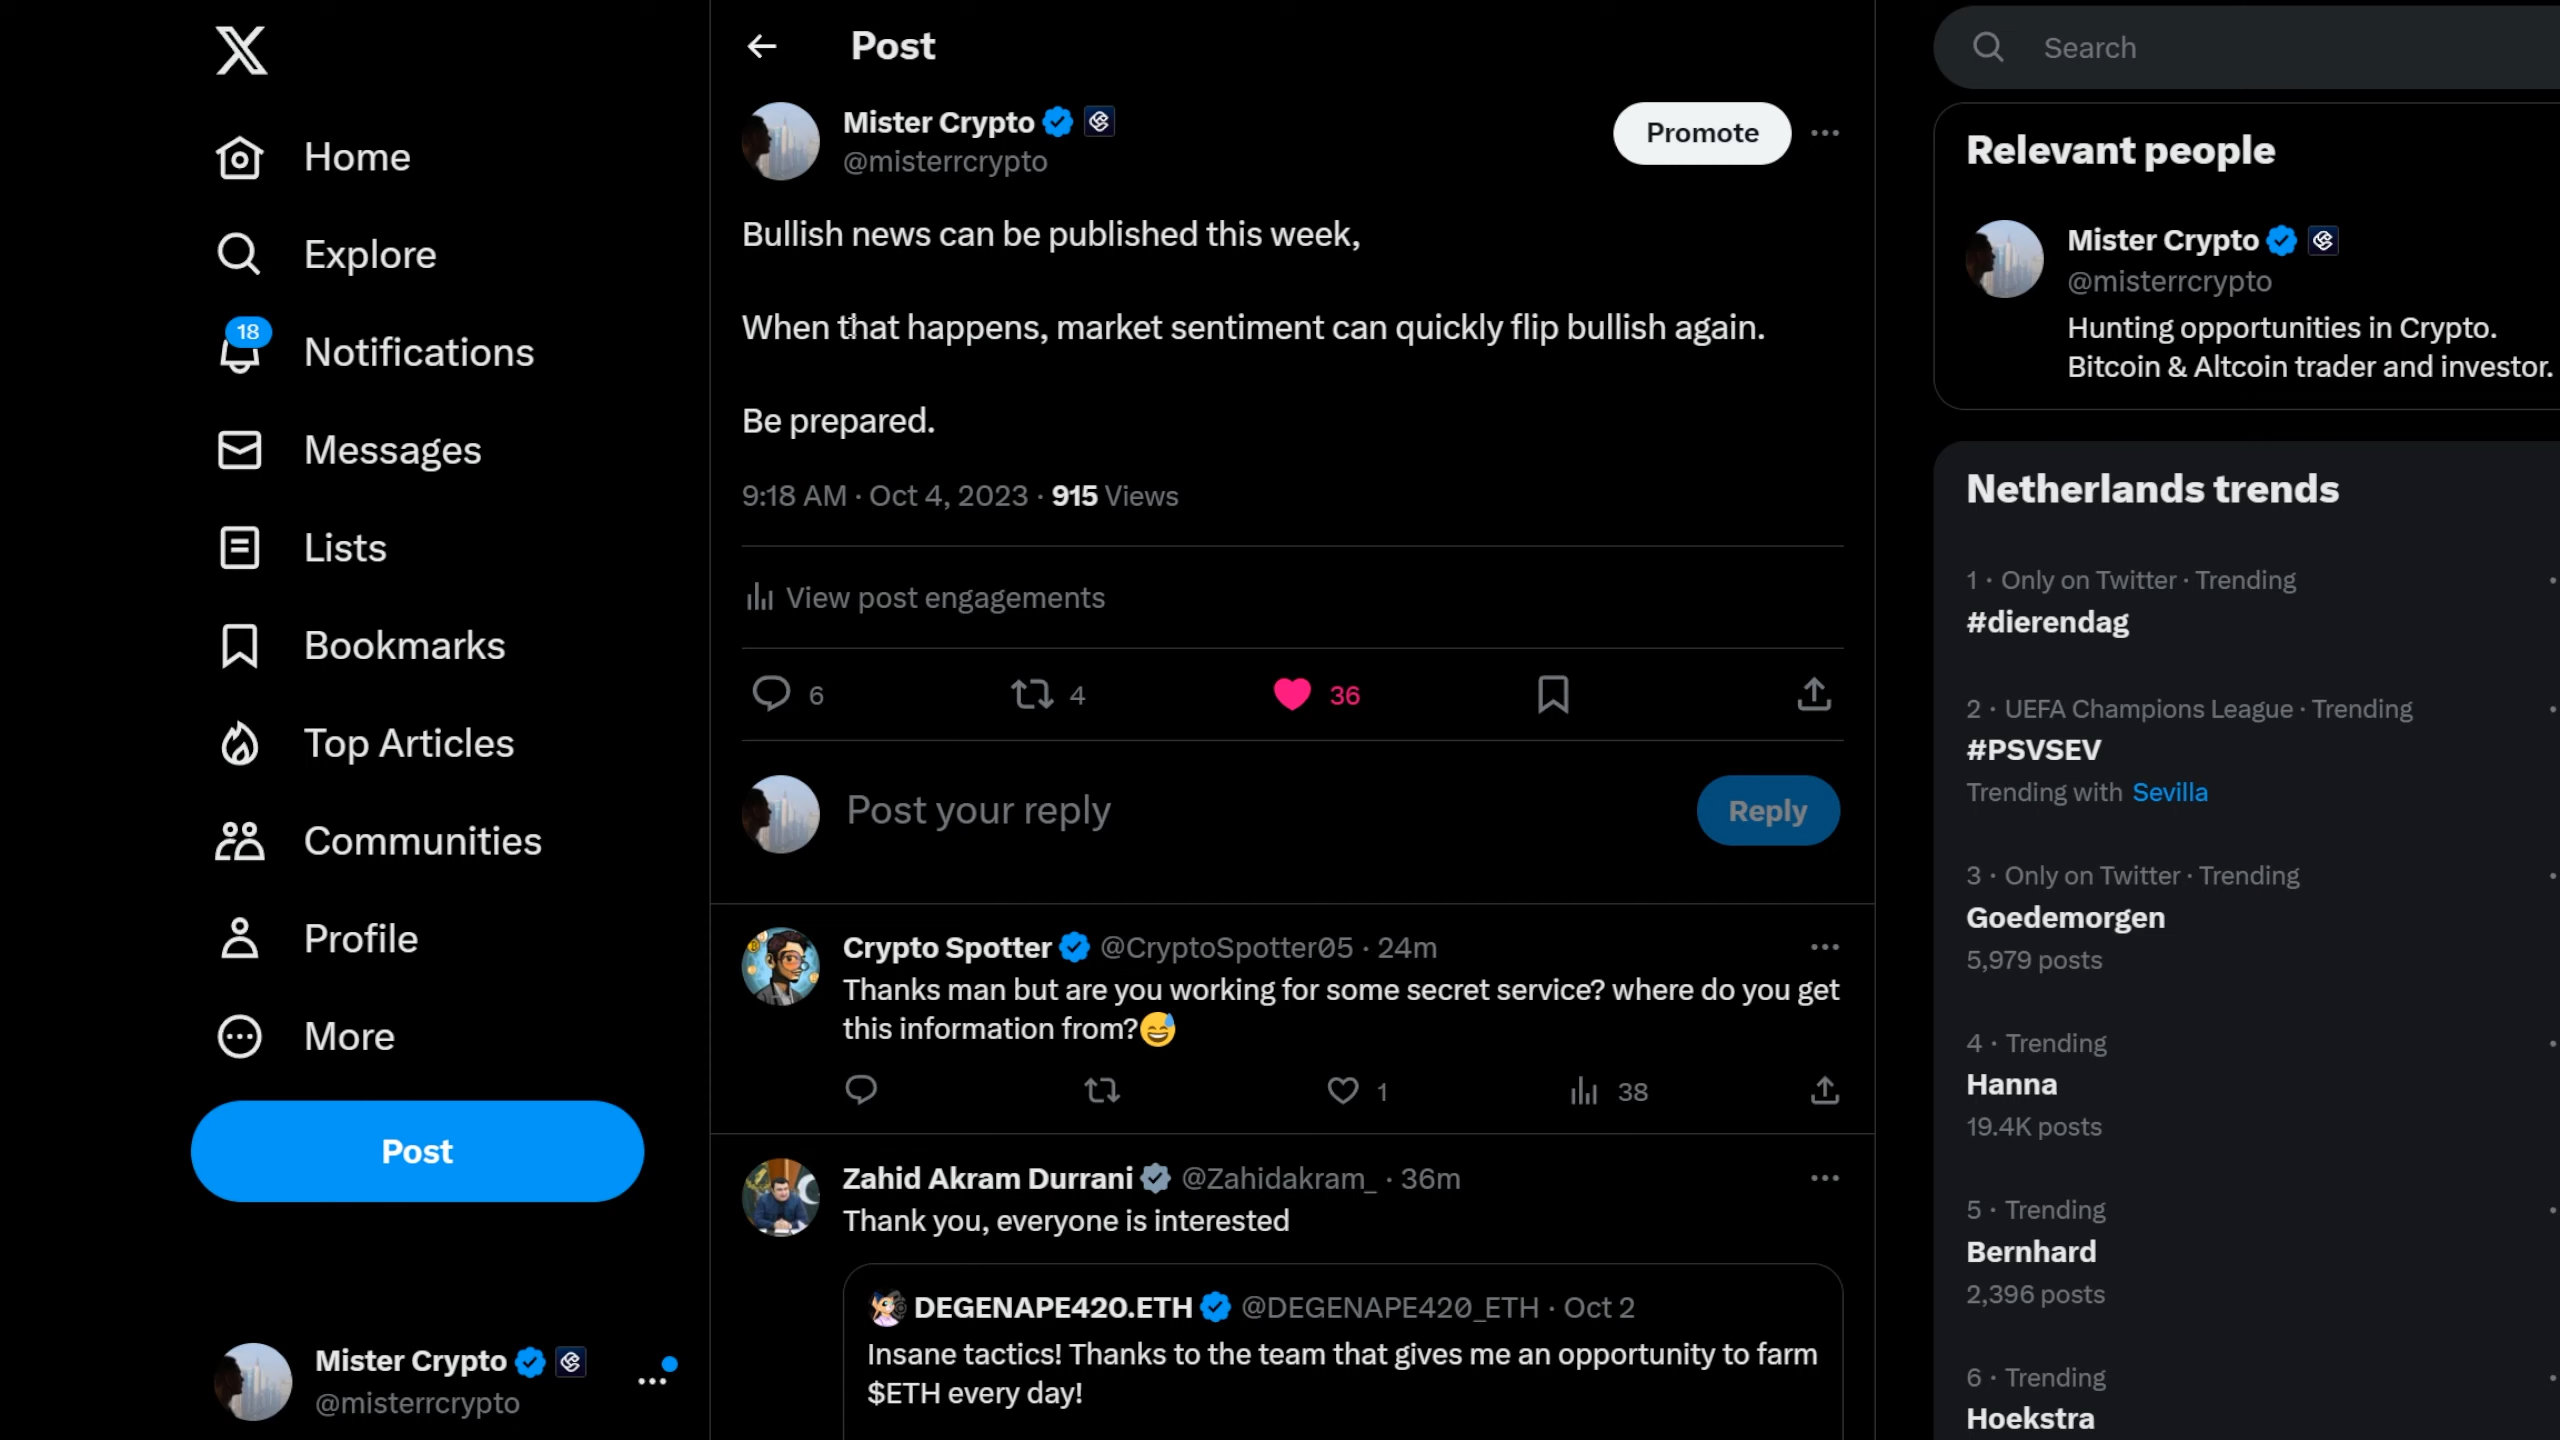 Home
Explore
18
Notifications
Messages
Lists
Bookmarks
Top Articles
Communities
Profile
More
Post
Mister Crypto
@misterrcrypto
Post
Mister Crypto
@misterrcrypto
Promote
Bullish news can be published this week,
When that happens, market sentiment can quickly flip bullish again.
Be prepared.
9:18 AM · Oct 4, 2023 · 915 Views
View post engagements
6 4 36
Post your reply
Reply
Crypto Spotter @CryptoSpotter05 · 24m
Thanks man but are you working for some secret service? where do you get
this information from?😅
1 38
Zahid Akram Durrani @Zahidakram_ · 36m
Thank you, everyone is interested
DEGENAPE420.ETH @DEGENAPE420_ETH · Oct 2
Insane tactics! Thanks to the team that gives me an opportunity to farm
$ETH every day!
Search
Relevant people
Mister Crypto
@misterrcrypto
Hunting opportunities in Crypto.
Bitcoin & Altcoin trader and investor.
Netherlands trends
1 · Only on Twitter · Trending
#dierendag
2 · UEFA Champions League · Trending
#PSVSEV
Trending with Sevilla
3 · Only on Twitter · Trending
Goedemorgen
5,979 posts
4 · Trending
Hanna
19.4K posts
5 · Trending
Bernhard
2,396 posts
6 · Trending
Hoekstra